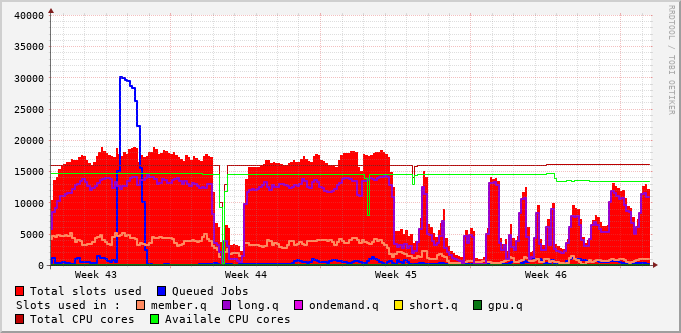 40000
35000
30000
25000
20000
15000
10000
5000
0
Week 43 Week 44 Week 45 Week 46
Total slots used Queued Jobs
Slots used in : member.q long.q ondemand.q short.q gpu.q
Total CPU cores Availale CPU cores
RRDTOOL / TOBI OETIKER